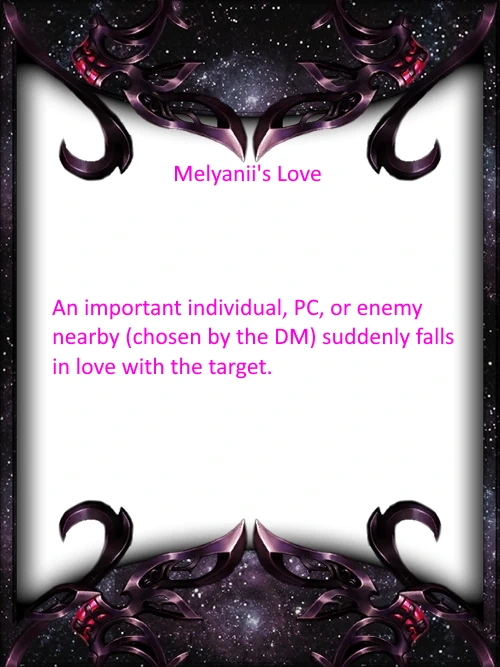 Melyanii's Love
An important individual, PC, or enemy
nearby (chosen by the DM) suddenly falls
in love with the target.